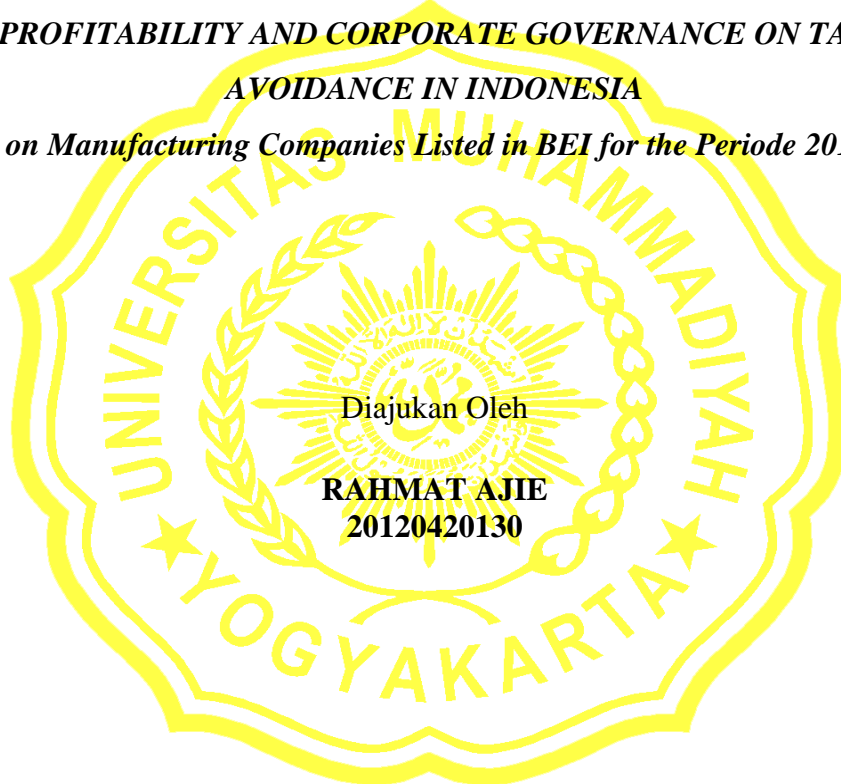 PROFITABILITY AND CORPORATE GOVERNANCE ON TA
AVOIDANCE IN INDONESIA
on Manufacturing Companies Listed in BEI for the Periode 201
UNIVERSITAS MUHAMMADIYAH
YOGYAKARTA
Diajukan Oleh
RAHMAT AJIE
20120420130